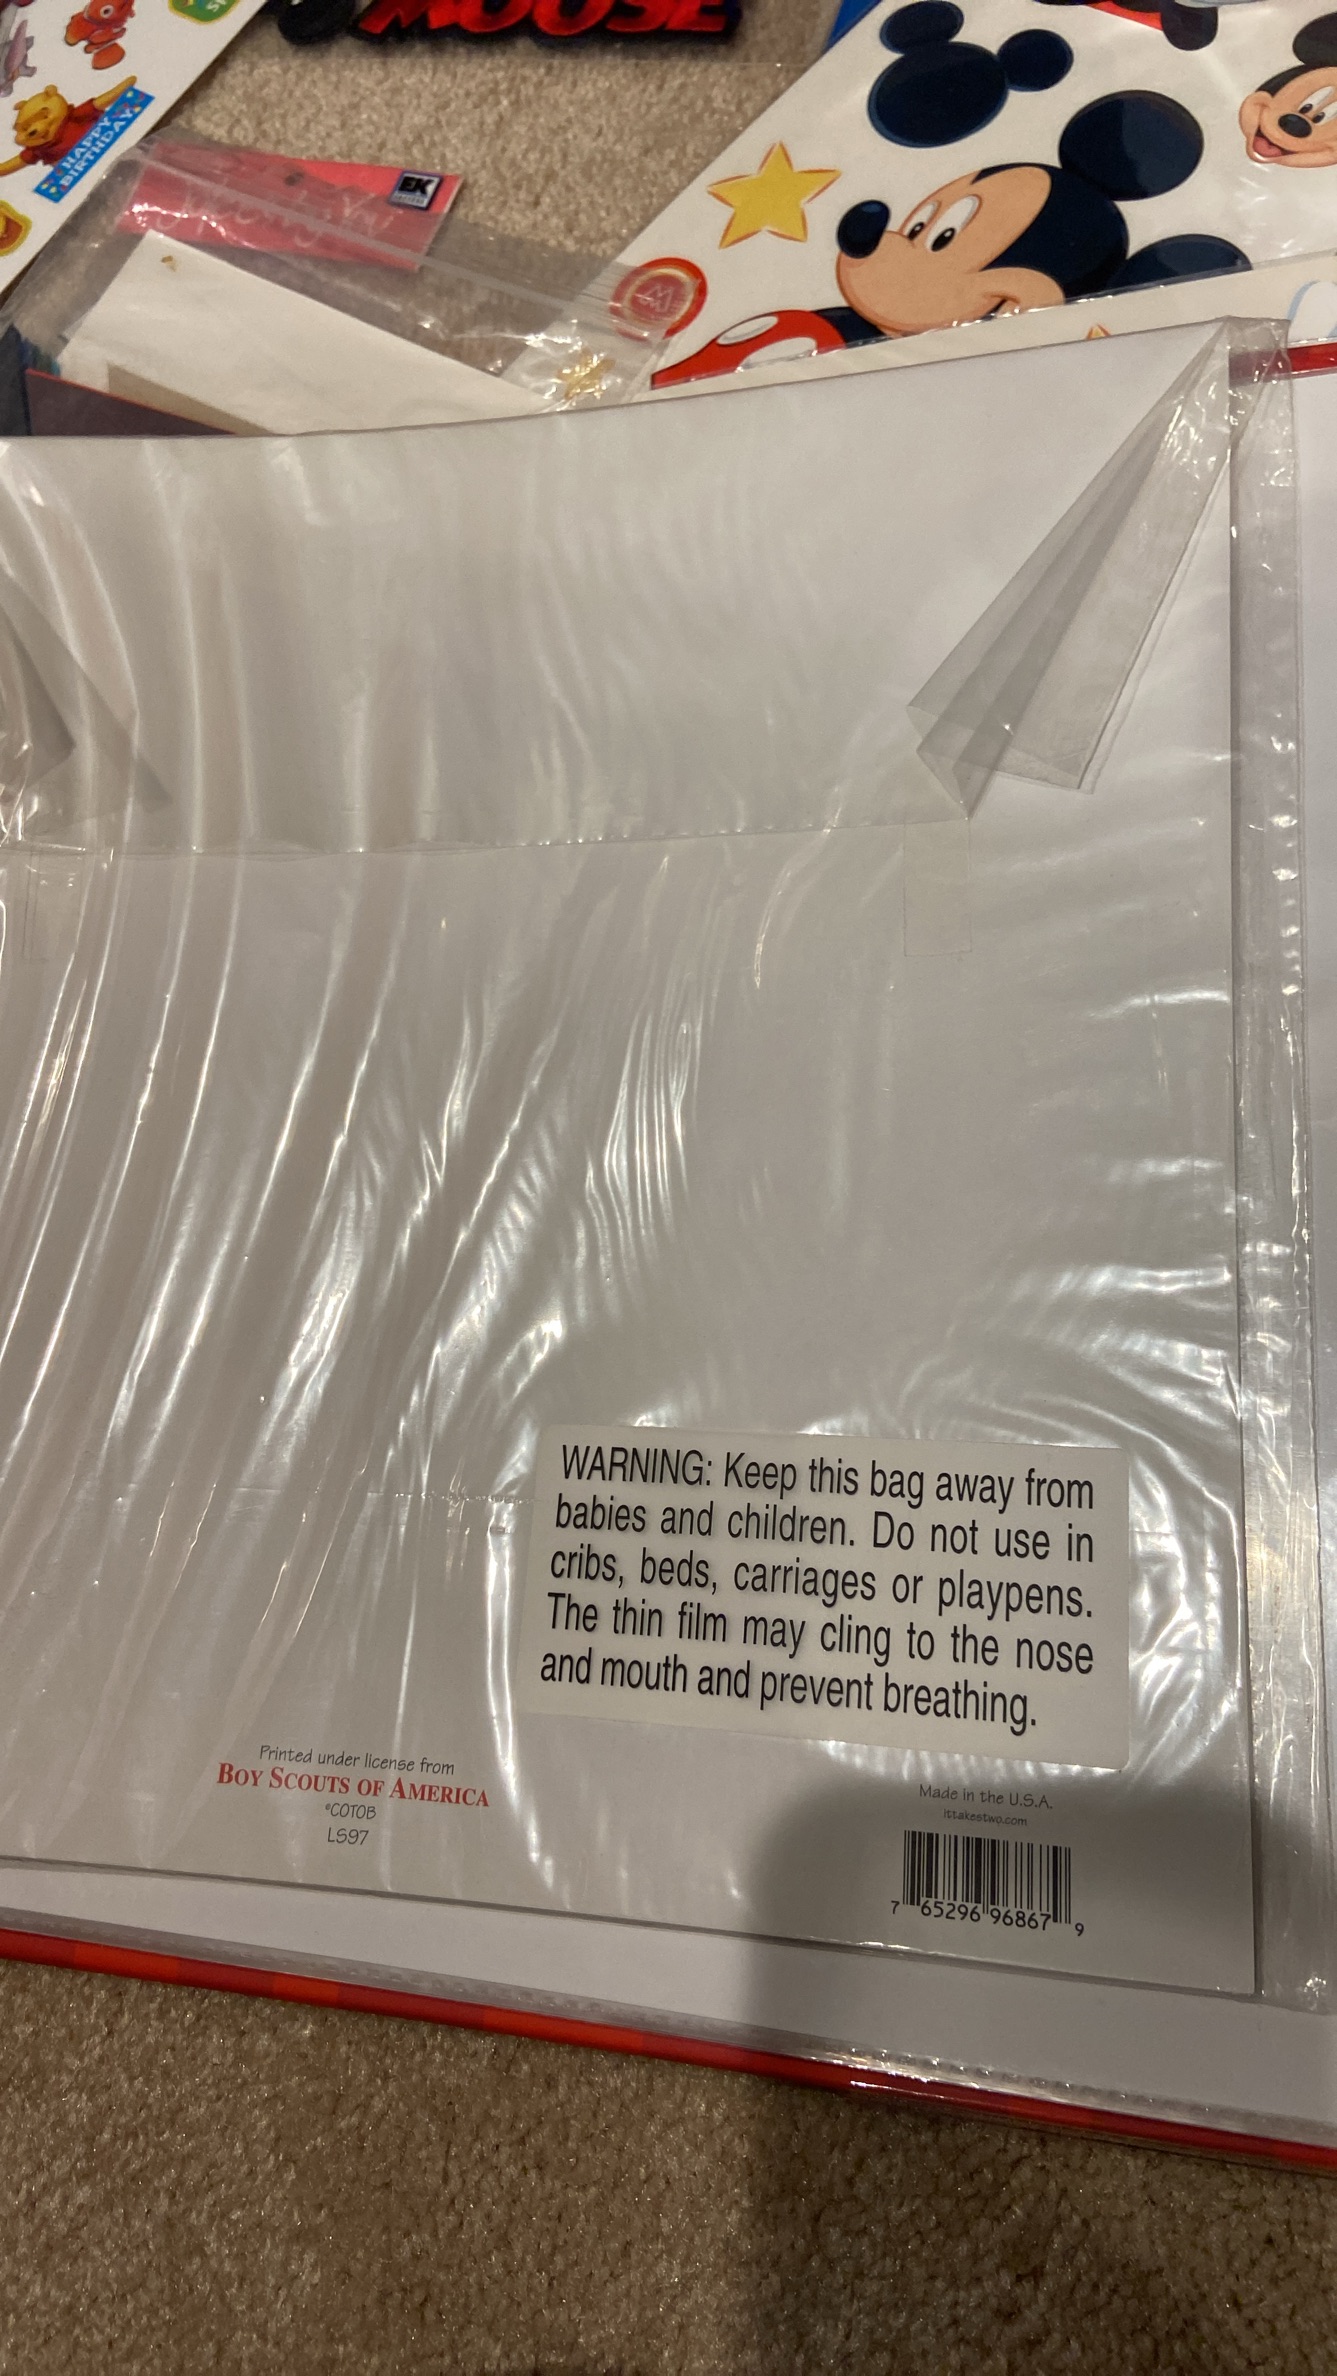 MOUSE
HAPPY
BIRTHDAY
EK
WARNING: Keep this bag away from
babies and children. Do not use in
cribs, beds, carriages or playpens.
The thin film may cling to the nose
and mouth and prevent breathing.
Printed under license from
BOY SCOUTS OF AMERICA
©COTOB
LS97
Made in the U.S.A.
ittakestwo.com
7 65296 96867 9